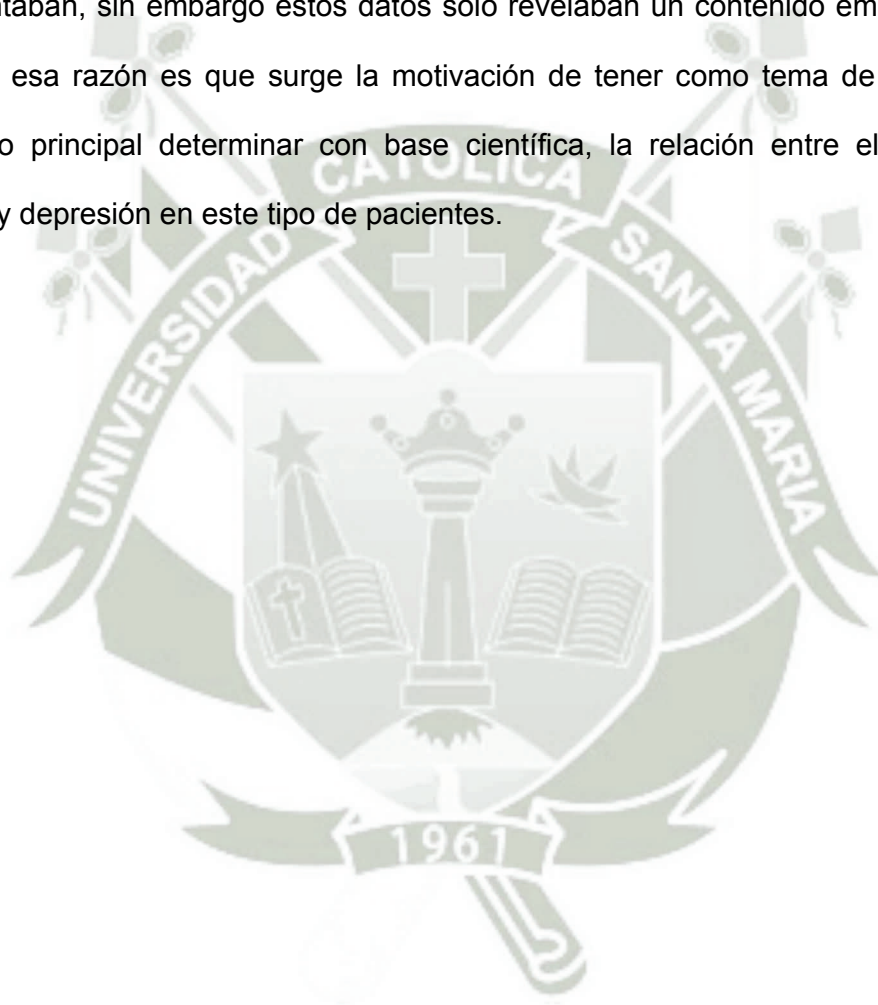 ntaban, sin embargo estos datos solo revelaban un contenido em
esa razón es que surge la motivación de tener como tema de
o principal determinar con base científica, la relación entre el
y depresión en este tipo de pacientes.
UNIVERSIDAD CATOLICA SANTA MARIA
1961